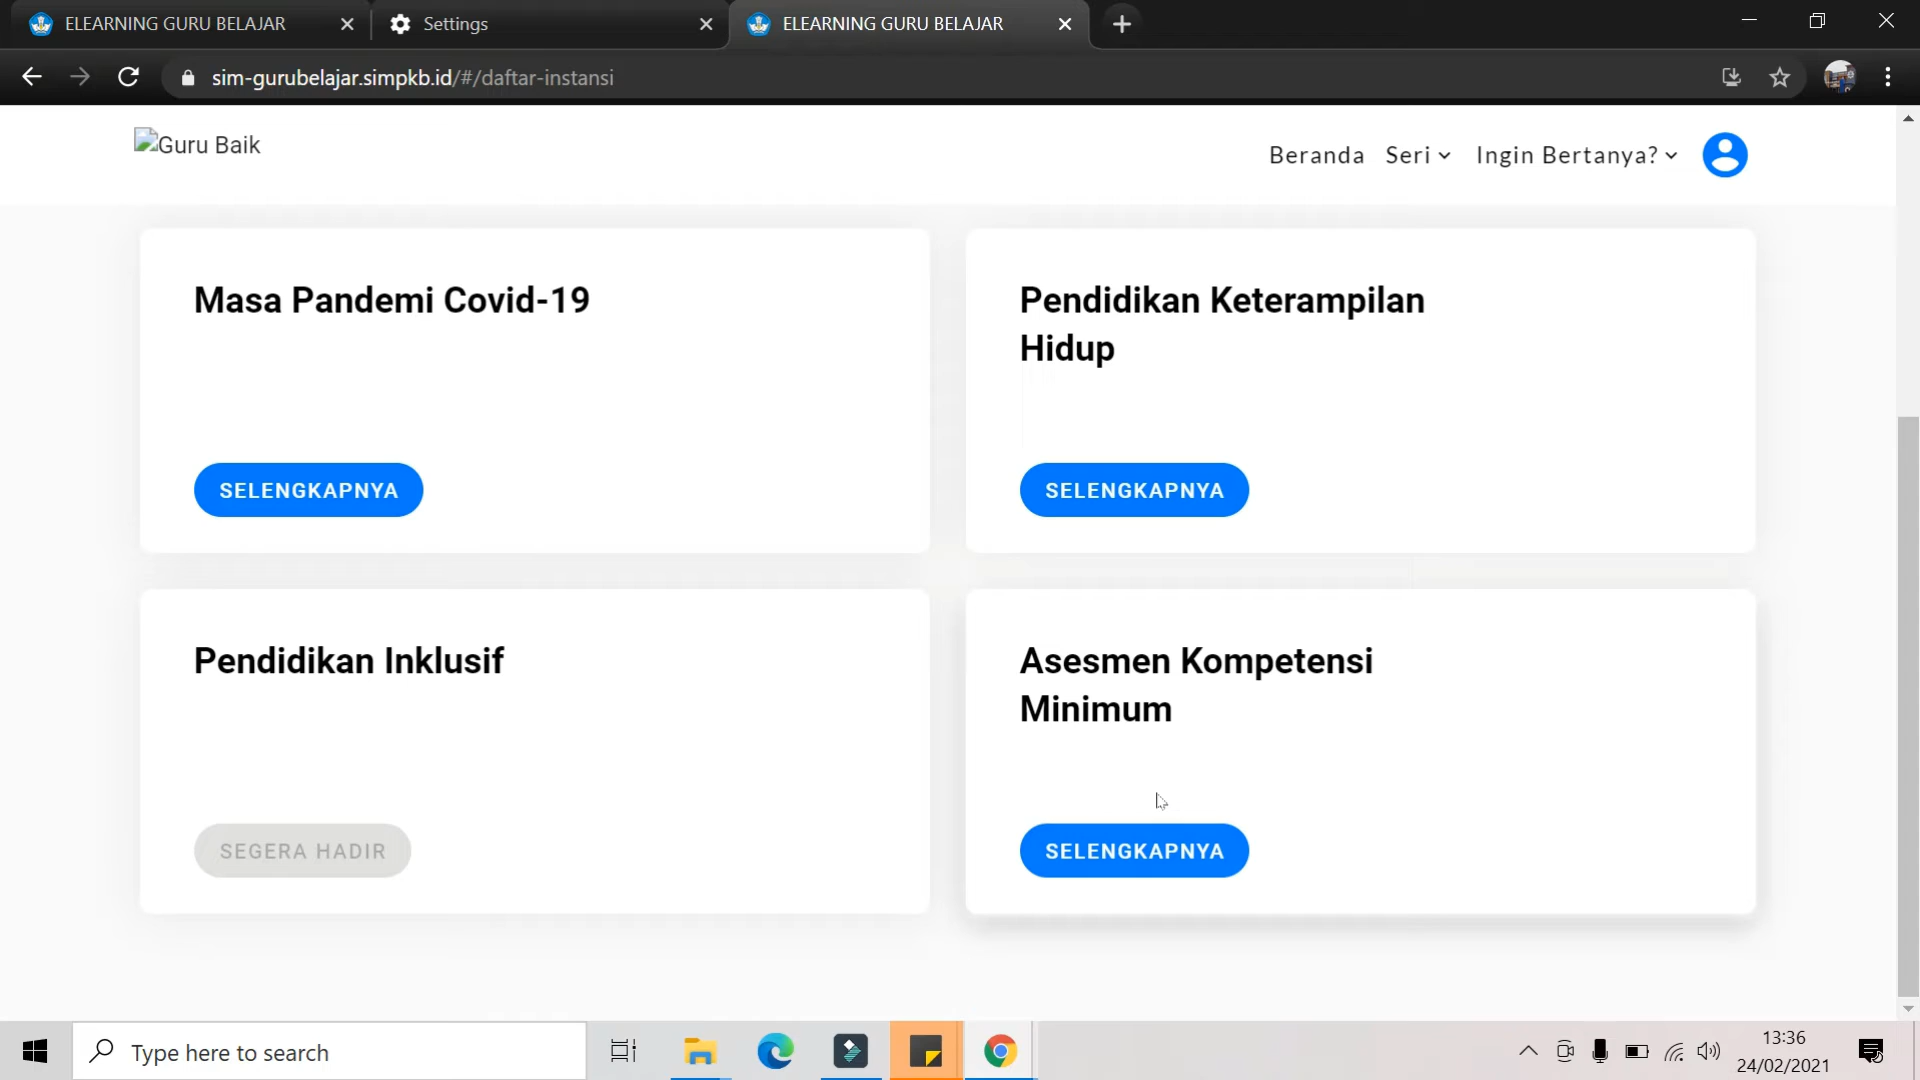 ELEARNING GURU BELAJAR
Settings
ELEARNING GURU BELAJAR
sim-gurubelajar.simpkb.id/#/daftar-instansi
Guru Baik
Beranda Seri Ingin Bertanya?
Masa Pandemi Covid-19
SELENGKAPNYA
Pendidikan Keterampilan
Hidup
SELENGKAPNYA
Pendidikan Inklusif
SEGERA HADIR
Asesmen Kompetensi
Minimum
SELENGKAPNYA
Type here to search
13:36
24/02/2021